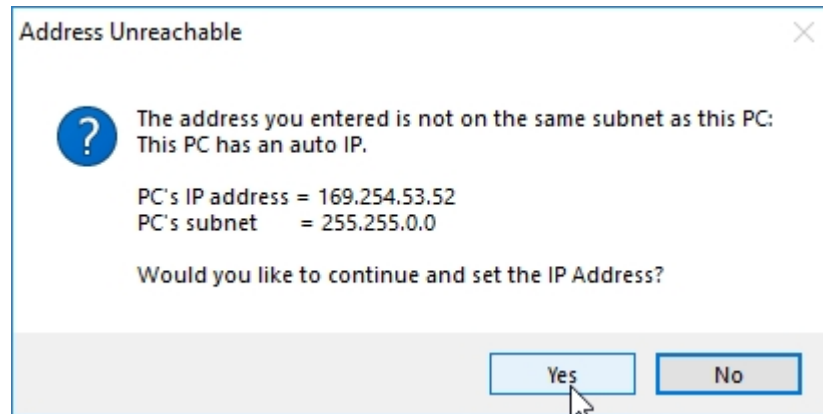 Address Unreachable
The address you entered is not on the same subnet as this PC:
This PC has an auto IP.
PC's IP address = 169.254.53.52
PC's subnet = 255.255.0.0
Would you like to continue and set the IP Address?
Yes
No